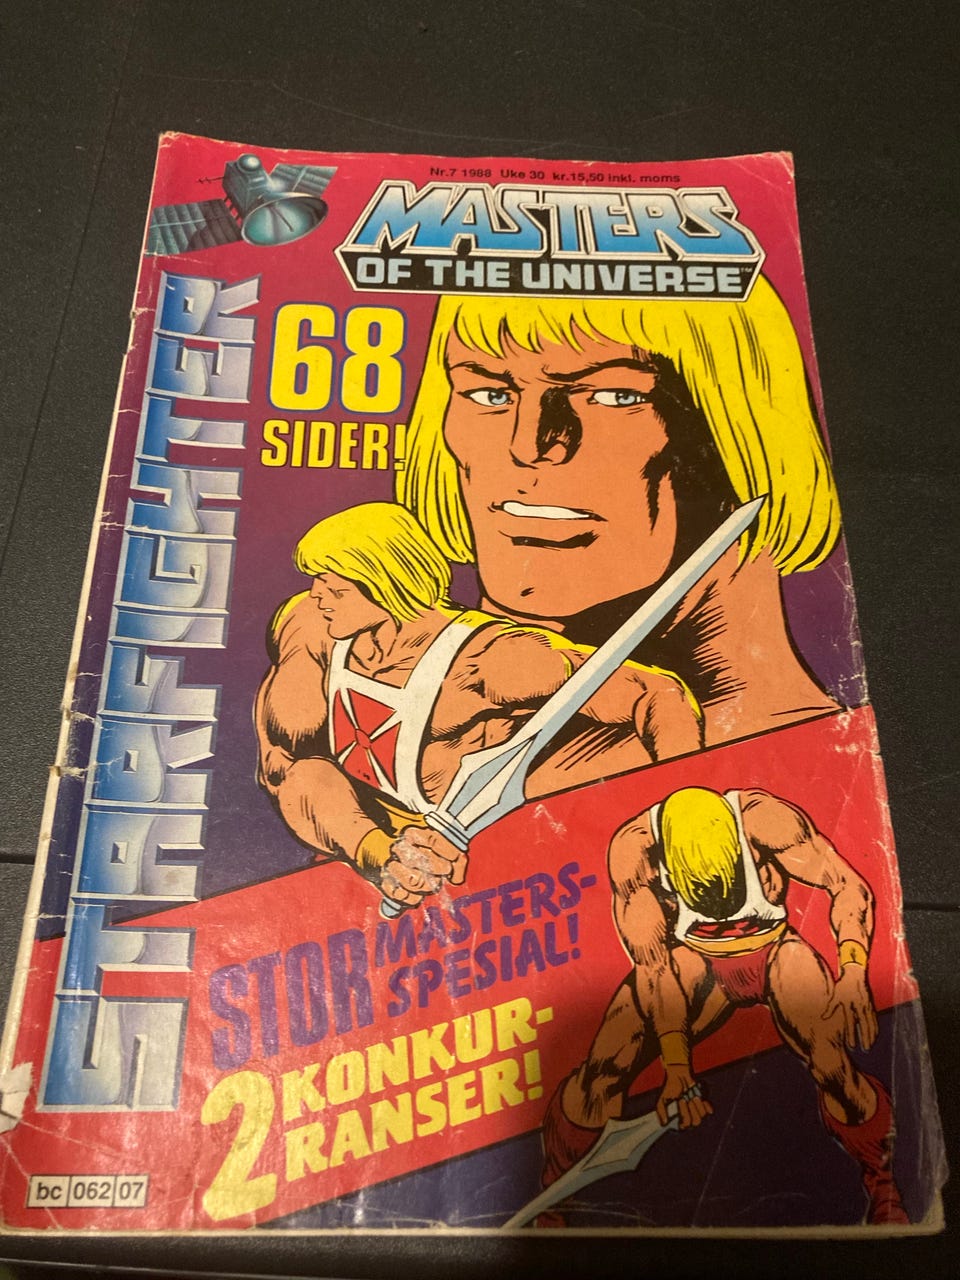 Nr.7 1988 Uke 30 kr.15,50 inkl. moms
MASTERS
OF THE UNIVERSE™
STARFIGHTER
68
SIDER!
STOR MASTERS-
SPESIAL!
2 KONKUR-
RANSER!
bc 062 07